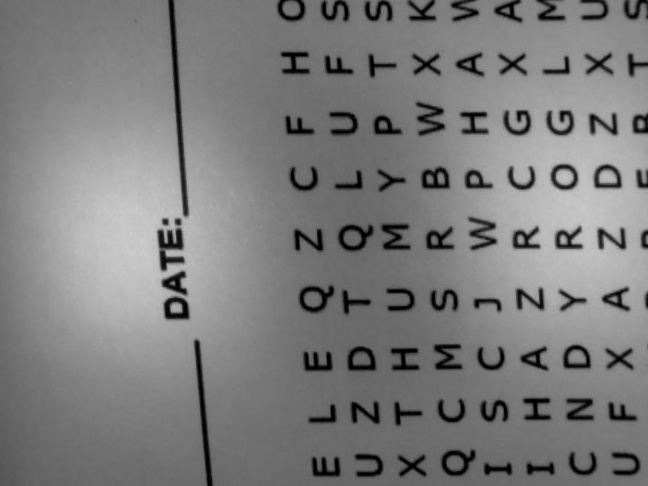 DATE:
E L E Q Z C F H O
U Z D T Q L U F S
X T H U M Y P T S
Q C M S R B W X K
I S C J W P H A W
I H A Z R C G X A
C N D Y R O G L M
U F X A Z D Z X U
T S